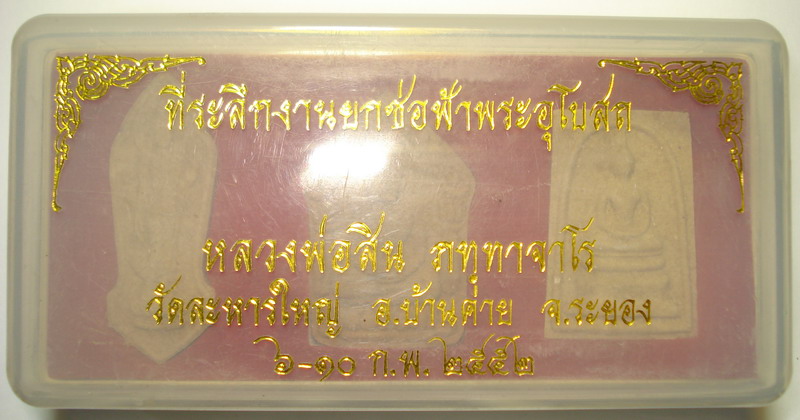 ที่ระลึกงานยกช่อฟ้าพระอุโบสถ
หลวงพ่อสิน ภทฺทาจาโร
วัดละหารใหญ่ อ.บ้านค่าย จ.ระยอง
๖-๑๐ ก.พ. ๒๕๕๒